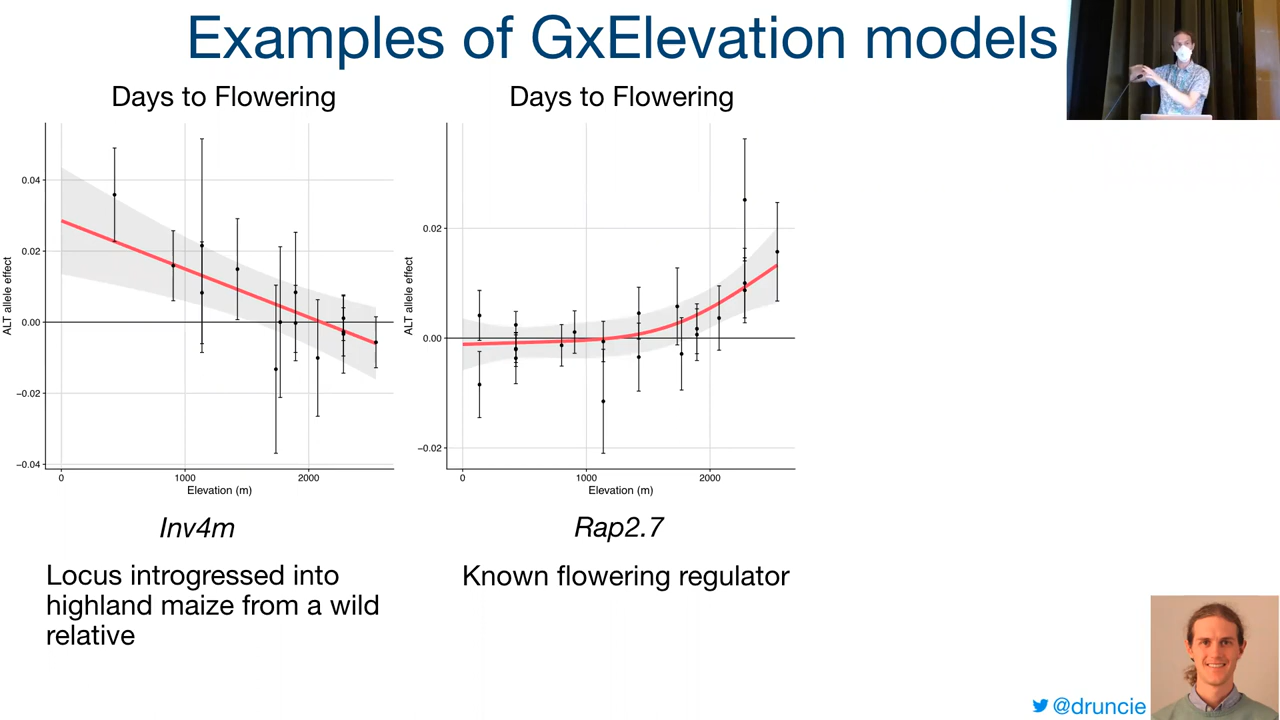 Examples of GxElevation models
Days to Flowering
ALT allele effect
0.04
0.02
0.00
−0.02
−0.04
0
1000
2000
Elevation (m)
Inv4m
Locus introgressed into
highland maize from a wild
relative
Days to Flowering
ALT allele effect
0.02
0.00
−0.02
0
1000
2000
Elevation (m)
Rap2.7
Known flowering regulator
@druncie